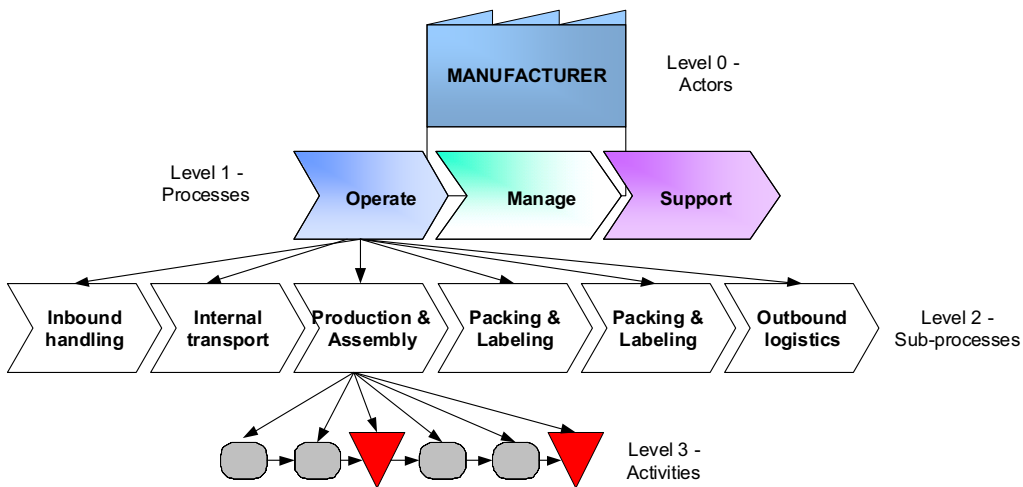 MANUFACTURER
Level 0 -
Actors
Level 1 -
Processes
Operate
Manage
Support
Inbound
handling
Internal
transport
Production &
Assembly
Packing &
Labeling
Packing &
Labeling
Outbound
logistics
Level 2 -
Sub-processes
Level 3 -
Activities